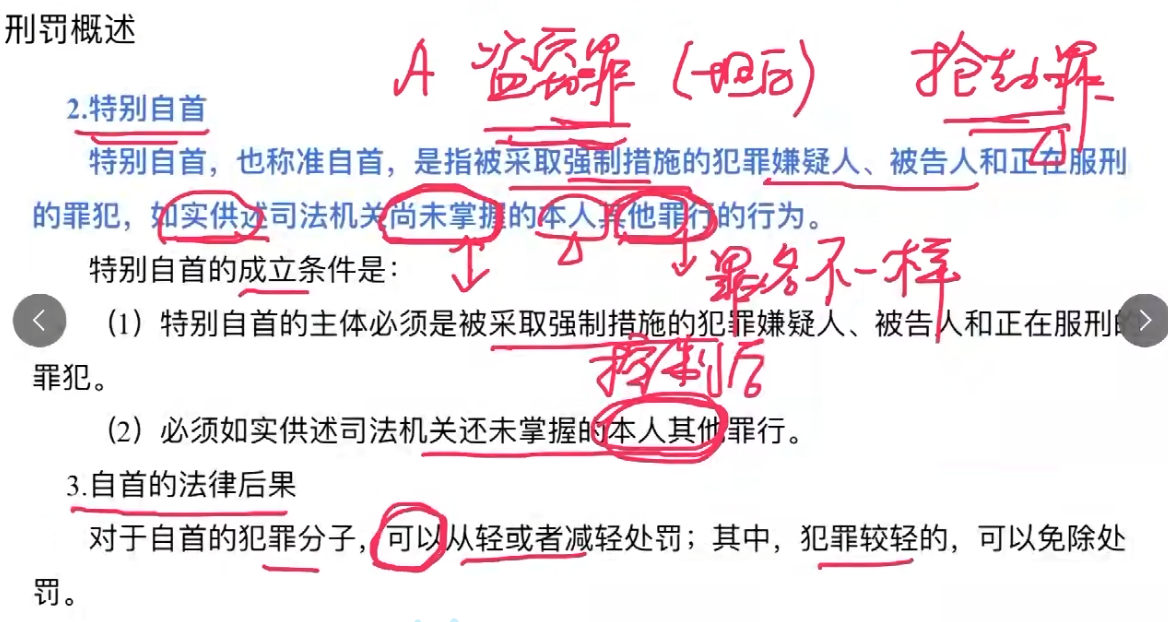 刑罚概述
A 盗窃罪 ( 后) 抢劫罪
2.特别自首
特别自首，也称准自首，是指被采取强制措施的犯罪嫌疑人、被告人和正在服刑
的罪犯，如实供述司法机关尚未掌握的本人其他罪行的行为。
特别自首的成立条件是：
罪名不一样
（1）特别自首的主体必须是被采取强制措施的犯罪嫌疑人、被告人和正在服刑的
罪犯。
控制后
（2）必须如实供述司法机关还未掌握的本人其他罪行。
3.自首的法律后果
对于自首的犯罪分子，可以从轻或者减轻处罚；其中，犯罪较轻的，可以免除处
罚。